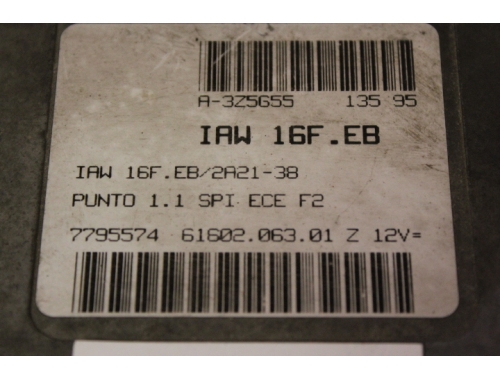 A-3Z5G55 135 95
IAW 16F.EB
IAW 16F.EB/2A21-38
PUNTO 1.1 SPI ECE F2
7795574 61602.063.01 Z 12V=